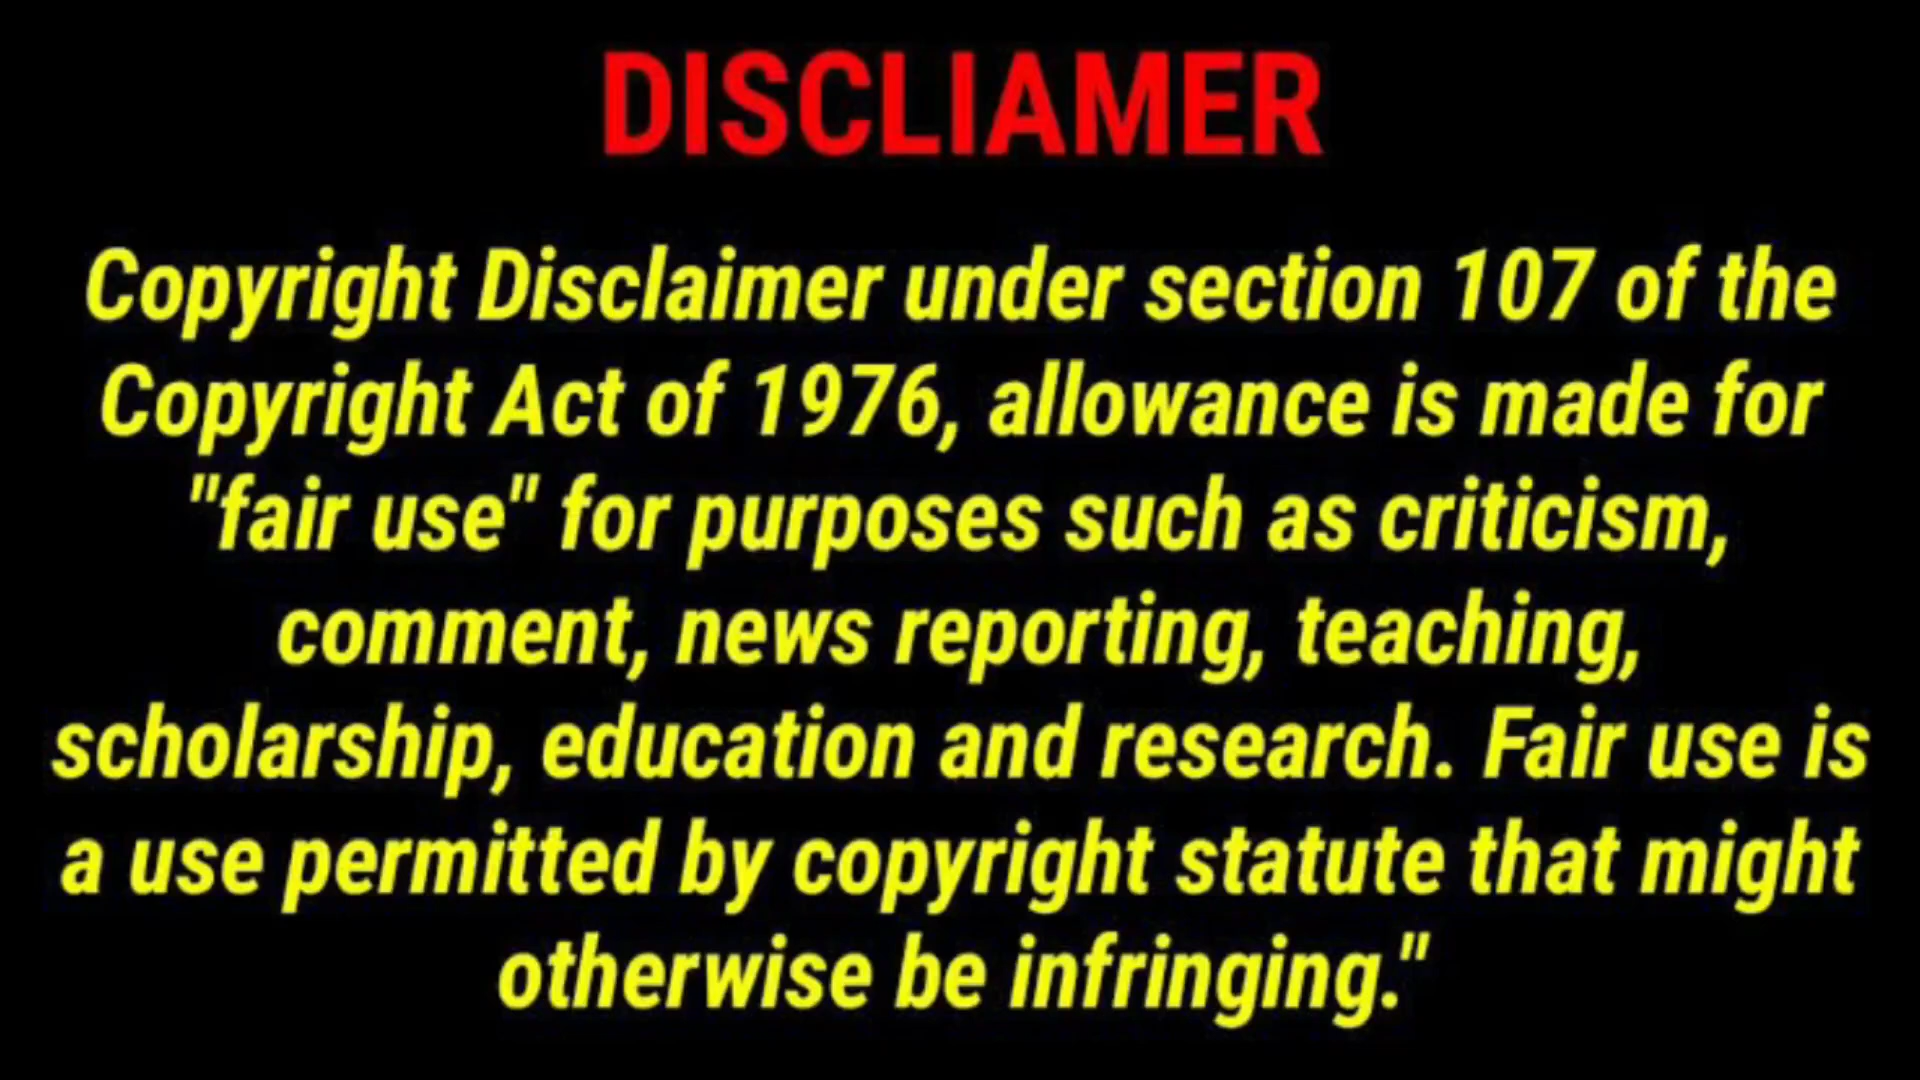 DISCLIAMER
Copyright Disclaimer under section 107 of the
Copyright Act of 1976, allowance is made for
"fair use" for purposes such as criticism,
comment, news reporting, teaching,
scholarship, education and research. Fair use is
a use permitted by copyright statute that might
otherwise be infringing."